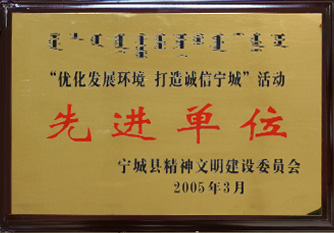 “优化发展环境 打造诚信宁城”活动
先进单位
宁城县精神文明建设委员会
2005年3月